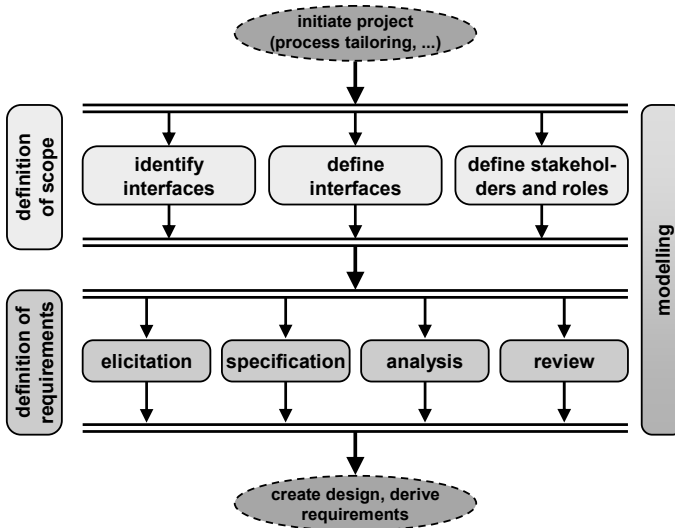 initiate project
(process tailoring, ...)
definition
of scope
identify
interfaces
define
interfaces
define stakehol-
ders and roles
modelling
definition of
requirements
elicitation
specification
analysis
review
create design, derive
requirements